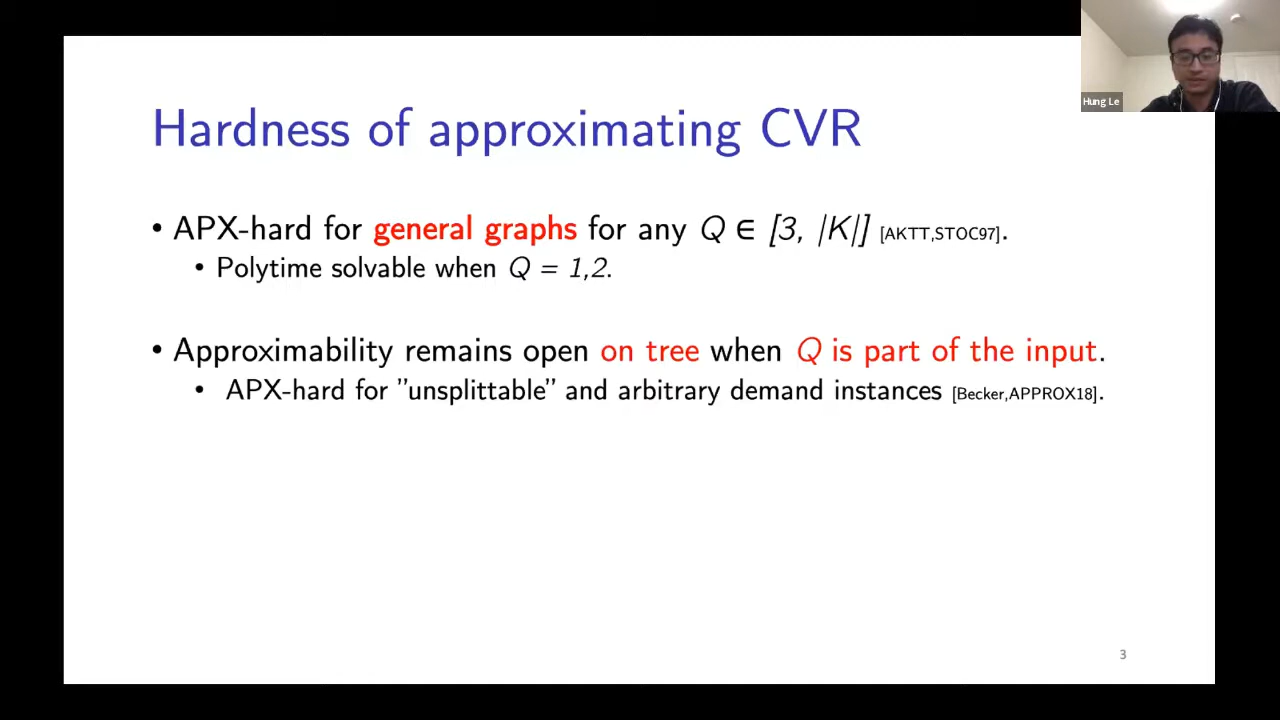 Hung Le
Hardness of approximating CVR
• APX-hard for general graphs for any Q ∈ [3, |K|] [AKTT,STOC97].
• Polytime solvable when Q = 1,2.
• Approximability remains open on tree when Q is part of the input.
• APX-hard for ”unsplittable” and arbitrary demand instances [Becker,APPROX18].
3